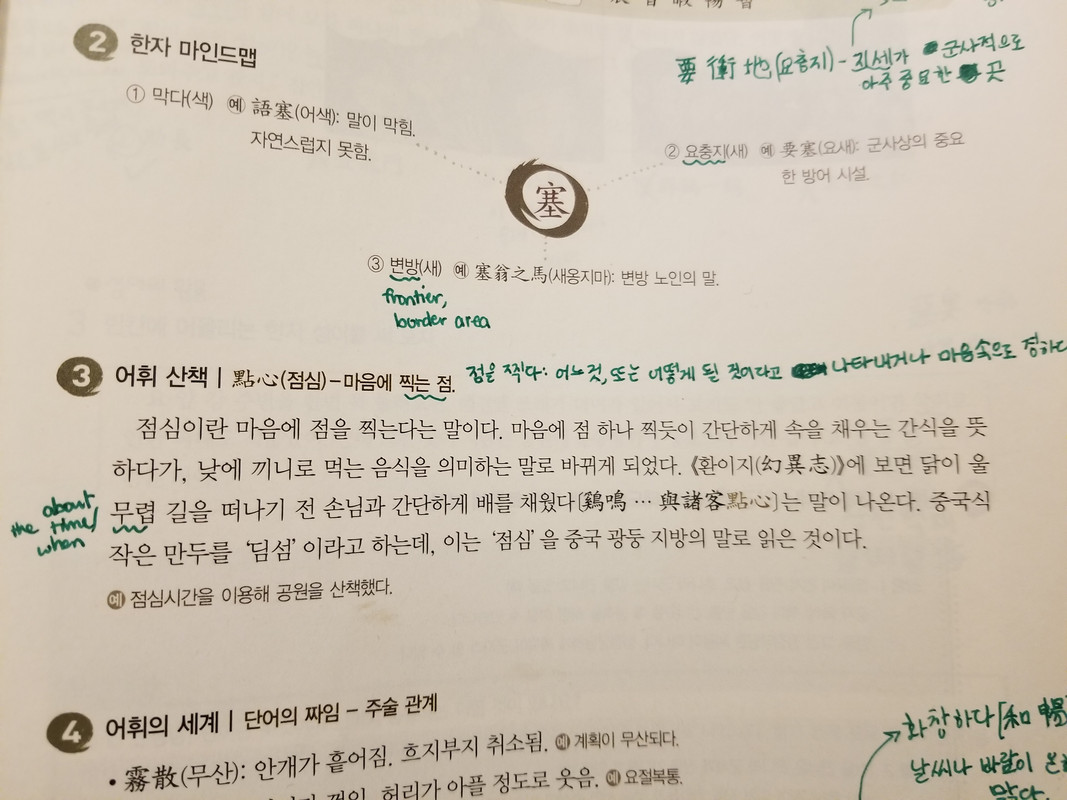 ② 한자 마인드맵
要衝地(요충지) - 지세가 군사적으로
아주 중요한 곳
① 막다(색) 예 語塞(어색): 말이 막힘.
자연스럽지 못함.
② 요충지(새) 예 要塞(요새): 군사상의 중요
한 방어 시설.
塞
③ 변방(새) 예 塞翁之馬(새옹지마): 변방 노인의 말.
frontier,
border area
③ 어휘 산책 | 點心(점심) – 마음에 찍는 점.
점을 찍다: 어느 것, 또는 어떻게 될 것이라고 나타내거나 마음속으로 정하다
점심이란 마음에 점을 찍는다는 말이다. 마음에 점 하나 찍듯이 간단하게 속을 채우는 간식을 뜻
하다가, 낮에 끼니로 먹는 음식을 의미하는 말로 바뀌게 되었다. 《환이지(幻異志)》에 보면 닭이 울
about
the time/
when
무렵 길을 떠나기 전 손님과 간단하게 배를 채웠다[鷄鳴 … 與諸客點心]는 말이 나온다. 중국식
작은 만두를 ‘딤섬’이라고 하는데, 이는 ‘점심’을 중국 광둥 지방의 말로 읽은 것이다.
예 점심시간을 이용해 공원을 산책했다.
④ 어휘의 세계 | 단어의 짜임 – 주술 관계
화창하다[和暢
날씨나 바람이 온
맑다.
• 霧散(무산): 안개가 흩어짐. 흐지부지 취소됨. 예 계획이 무산되다.
허리가 아플 정도로 웃음. 예 요절복통.